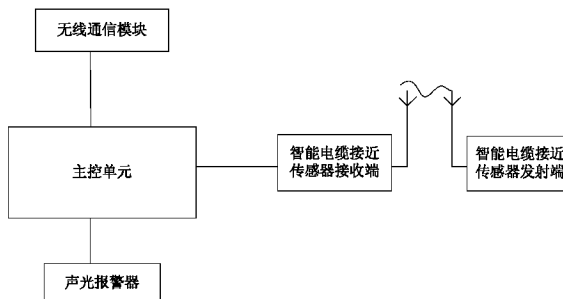 无线通信模块
主控单元
智能电缆接近
传感器接收端
智能电缆接近
传感器发射端
声光报警器